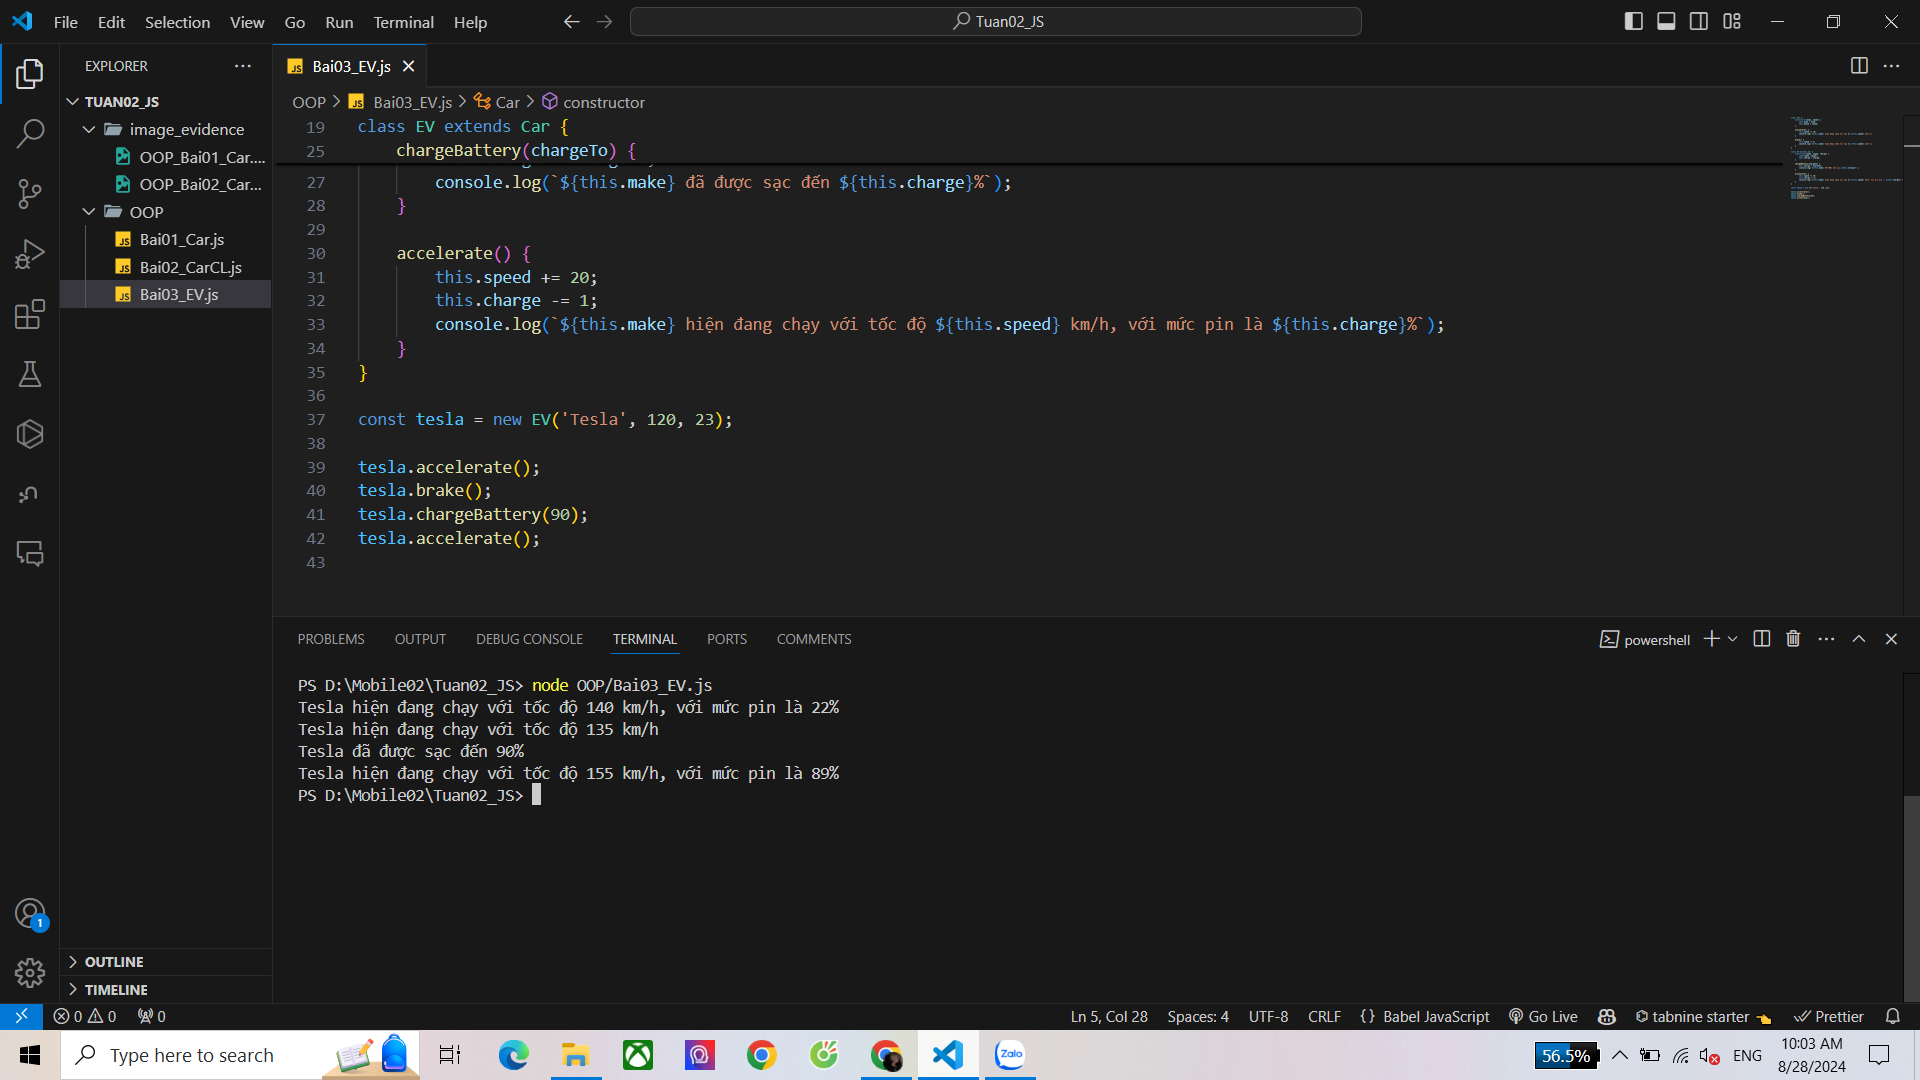 File Edit Selection View Go Run Terminal Help
Tuan02_JS
EXPLORER
TUAN02_JS
image_evidence
OOP_Bai01_Car....
OOP_Bai02_Car...
OOP
Bai01_Car.js
Bai02_CarCL.js
Bai03_EV.js
OUTLINE
TIMELINE
Bai03_EV.js
OOP > Bai03_EV.js > Car > constructor
19 class EV extends Car {
25 chargeBattery(chargeTo) {
27 console.log(`${this.make} đã được sạc đến ${this.charge}%`);
28 }
29
30 accelerate() {
31 this.speed += 20;
32 this.charge -= 1;
33 console.log(`${this.make} hiện đang chạy với tốc độ ${this.speed} km/h, với mức pin là ${this.charge}%`);
34 }
35 }
36
37 const tesla = new EV('Tesla', 120, 23);
38
39 tesla.accelerate();
40 tesla.brake();
41 tesla.chargeBattery(90);
42 tesla.accelerate();
43
PROBLEMS OUTPUT DEBUG CONSOLE TERMINAL PORTS COMMENTS
powershell
PS D:\Mobile02\Tuan02_JS> node OOP/Bai03_EV.js
Tesla hiện đang chạy với tốc độ 140 km/h, với mức pin là 22%
Tesla hiện đang chạy với tốc độ 135 km/h
Tesla đã được sạc đến 90%
Tesla hiện đang chạy với tốc độ 155 km/h, với mức pin là 89%
PS D:\Mobile02\Tuan02_JS>
1
0 0 0
Ln 5, Col 28 Spaces: 4 UTF-8 CRLF {} Babel JavaScript Go Live tabnine starter Prettier
Type here to search
Zalo
56.5%
ENG
10:03 AM
8/28/2024